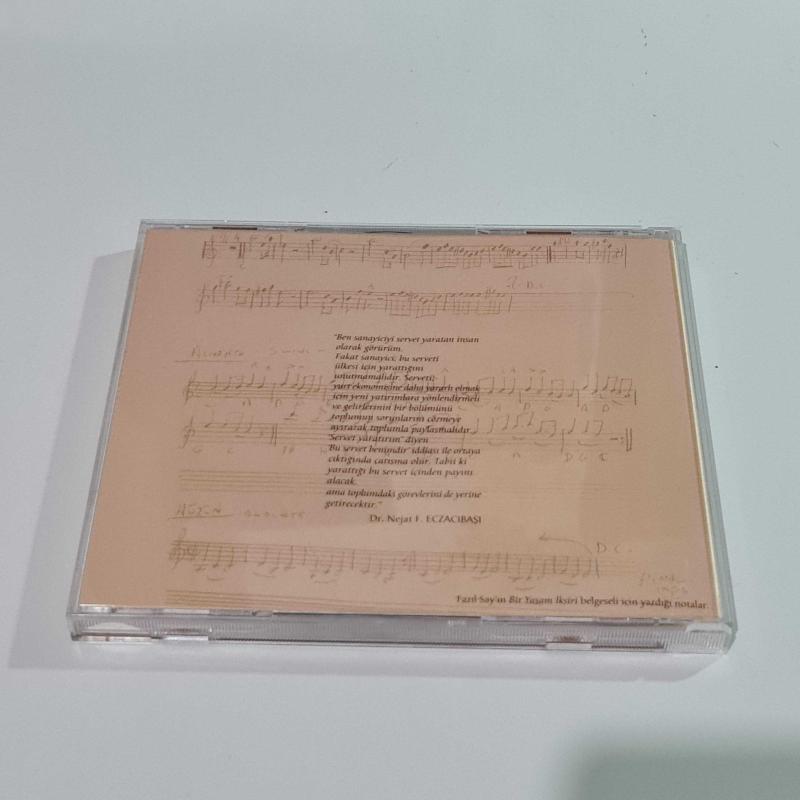 "Ben sanayiciyi servet yaratan insan
olarak görürüm.
Fakat sanayici, bu serveti
ülkesi için yarattığını
unutmamalıdır. Serveti,
yurt ekonomisine daha yararlı olmak
için yeni yatırımlara yönlendirmeli
ve gelirlerinin bir bölümünü
toplumun sorunlarını çözmeye
ayırarak toplumla paylaşmalıdır.
"Servet yaratırım" diyen
'Bu servet benimdir' iddiası ile ortaya
çıktığında çatışma olur. Tabii ki
yarattığı bu servet içinden payını
alacak,
ama toplumdaki görevlerini de yerine
getirecektir."
Dr. Nejat F. ECZACIBAŞI
D.C.
HÜZÜN
D.C.
Fazıl Say'ın Bir Yaşam İksiri belgeseli için yazdığı notalar.